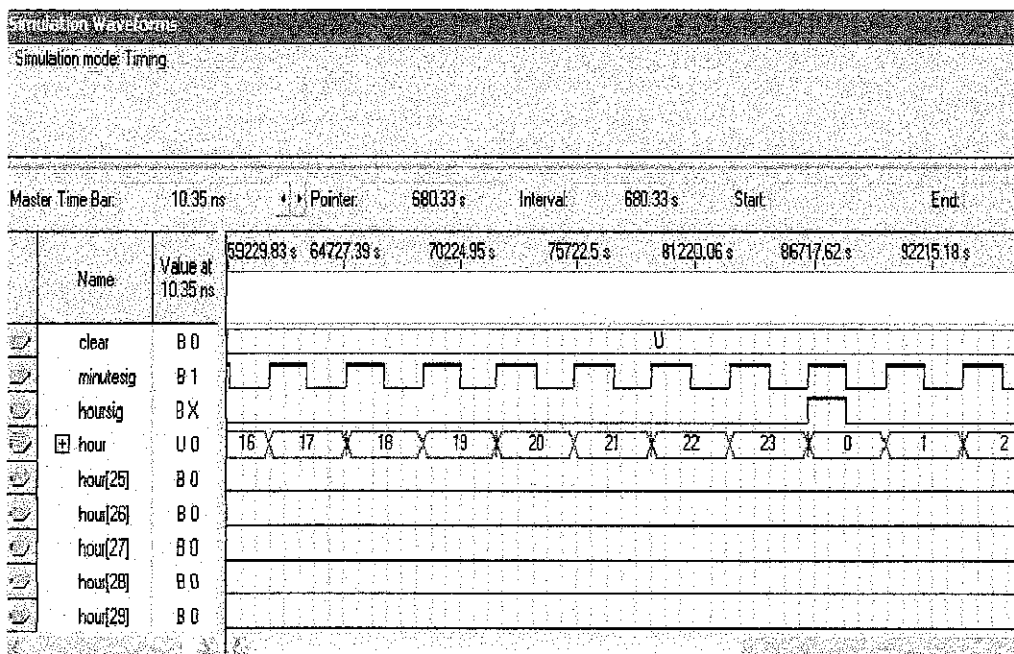 Simulation Waveforms
Simulation mode: Timing
Master Time Bar: 10.35 ns Pointer: 680.33 s Interval: 680.33 s Start: End:
Name Value at 10.35 ns 59229.83 s 64727.39 s 70224.95 s 75722.5 s 81220.06 s 86717.62 s 92215.18 s
clear B 0 U
minutesig B 1
hoursig B X
hour U 0 16 17 18 19 20 21 22 23 0 1 2
hour[25] B 0
hour[26] B 0
hour[27] B 0
hour[28] B 0
hour[29] B 0